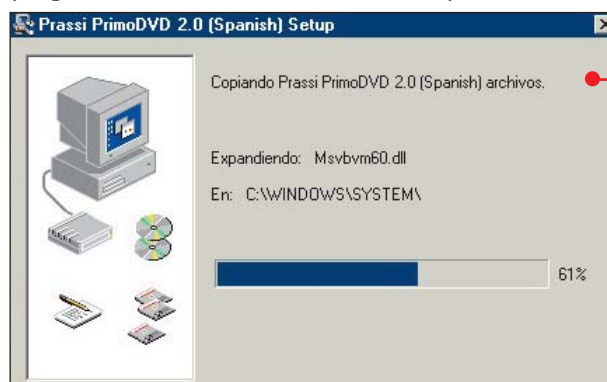 Prassi PrimoDVD 2.0 (Spanish) Setup
Copiando Prassi PrimoDVD 2.0 (Spanish) archivos.
Expandiendo: Msvbvm60.dll
En: C:\WINDOWS\SYSTEM\
61%